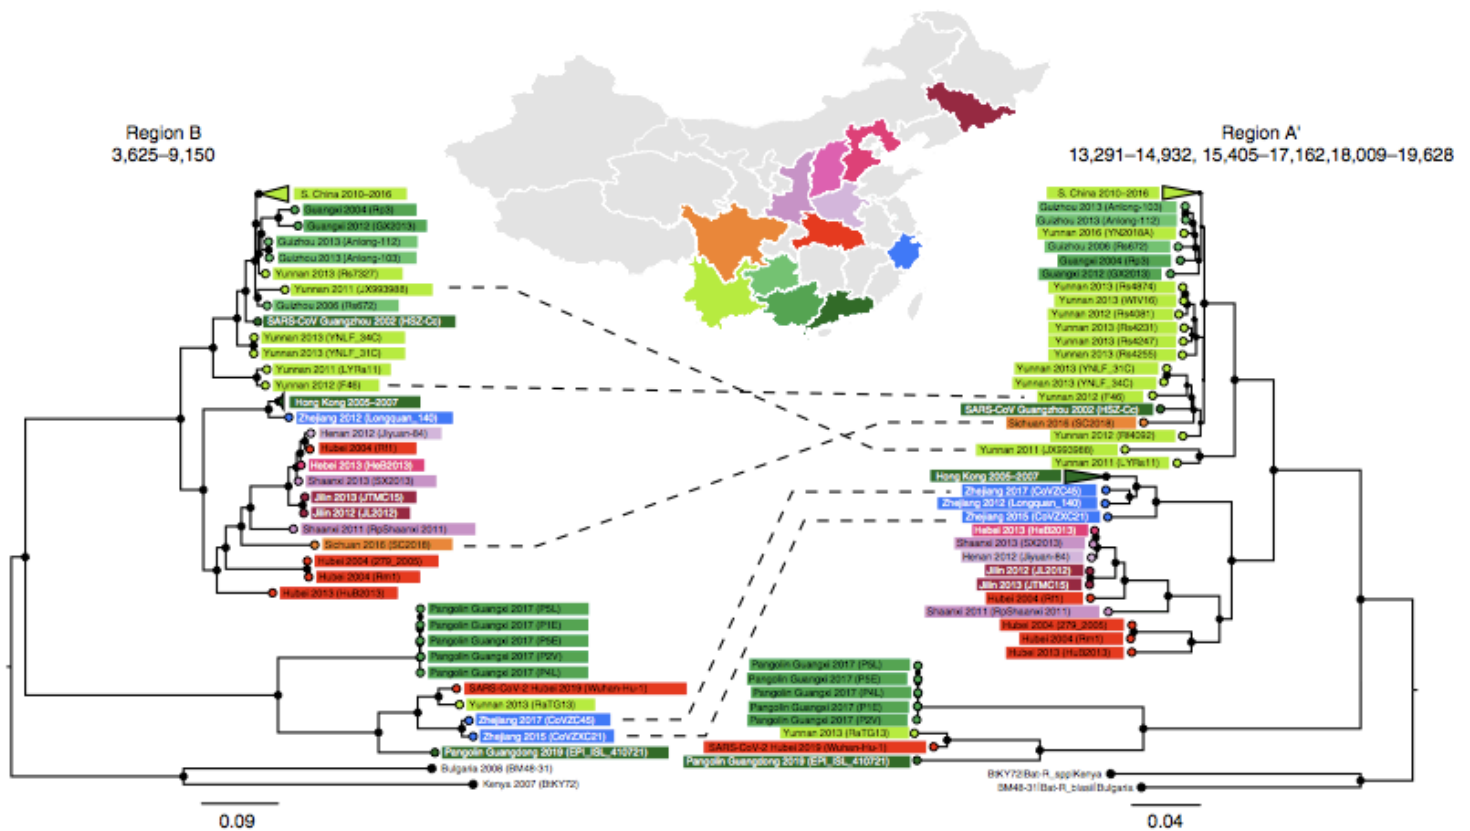 Region B
3,625–9,150
S. China 2010–2016
Guangxi 2004 (Rp3)
Guangxi 2012 (GX2013)
Guizhou 2013 (Anlong-112)
Guizhou 2013 (Anlong-103)
Yunnan 2013 (Rs7327)
Yunnan 2011 (JX993988)
Guizhou 2006 (Rs672)
SARS-CoV Guangzhou 2002 (HSZ-Cc)
Yunnan 2013 (YNLF_34C)
Yunnan 2013 (YNLF_31C)
Yunnan 2011 (LYRa11)
Yunnan 2012 (F46)
Hong Kong 2005–2007
Zhejiang 2012 (Longquan_140)
Henan 2012 (Jiyuan-84)
Hubei 2004 (Rf1)
Hebei 2013 (HeB2013)
Shaanxi 2013 (SX2013)
Jilin 2013 (JTMC15)
Jilin 2012 (JL2012)
Shaanxi 2011 (RpShaanxi 2011)
Sichuan 2016 (SC2018)
Hubei 2004 (279_2005)
Hubei 2004 (Rm1)
Hubei 2013 (HuB2013)
Pangolin Guangxi 2017 (P5L)
Pangolin Guangxi 2017 (P1E)
Pangolin Guangxi 2017 (P5E)
Pangolin Guangxi 2017 (P2V)
Pangolin Guangxi 2017 (P4L)
SARS-CoV-2 Hubei 2019 (Wuhan-Hu-1)
Yunnan 2013 (RaTG13)
Zhejiang 2017 (CoVZC45)
Zhejiang 2015 (CoVZXC21)
Pangolin Guangdong 2019 (EPI_ISL_410721)
Bulgaria 2008 (BM48-31)
Kenya 2007 (BtKY72)
0.09
Region A'
13,291–14,932, 15,405–17,162,18,009–19,628
S. China 2010–2016
Guizhou 2013 (Anlong-103)
Guizhou 2013 (Anlong-112)
Yunnan 2016 (YN2018A)
Guizhou 2006 (Rs672)
Guangxi 2004 (Rp3)
Guangxi 2012 (GX2013)
Yunnan 2013 (Rs4874)
Yunnan 2013 (WIV16)
Yunnan 2012 (Rs4081)
Yunnan 2013 (Rs4231)
Yunnan 2013 (Rs4247)
Yunnan 2013 (Rs4255)
Yunnan 2013 (YNLF_31C)
Yunnan 2013 (YNLF_34C)
Yunnan 2012 (F46)
SARS-CoV Guangzhou 2002 (HSZ-Cc)
Sichuan 2016 (SC2018)
Yunnan 2012 (Rf4092)
Yunnan 2011 (JX993988)
Yunnan 2011 (LYRa11)
Hong Kong 2005–2007
Zhejiang 2017 (CoVZC45)
Zhejiang 2012 (Longquan_140)
Zhejiang 2015 (CoVZXC21)
Hebei 2013 (HeB2013)
Shaanxi 2013 (SX2013)
Henan 2012 (Jiyuan-84)
Jilin 2012 (JL2012)
Jilin 2013 (JTMC15)
Hubei 2004 (Rf1)
Shaanxi 2011 (RpShaanxi 2011)
Hubei 2004 (279_2005)
Hubei 2004 (Rm1)
Hubei 2013 (HuB2013)
Pangolin Guangxi 2017 (P5L)
Pangolin Guangxi 2017 (P5E)
Pangolin Guangxi 2017 (P4L)
Pangolin Guangxi 2017 (P1E)
Pangolin Guangxi 2017 (P2V)
Yunnan 2013 (RaTG13)
SARS-CoV-2 Hubei 2019 (Wuhan-Hu-1)
Pangolin Guangdong 2019 (EPI_ISL_410721)
BtKY72|Bat-R_spp|Kenya
BM48-31|Bat-R_blasii|Bulgaria
0.04